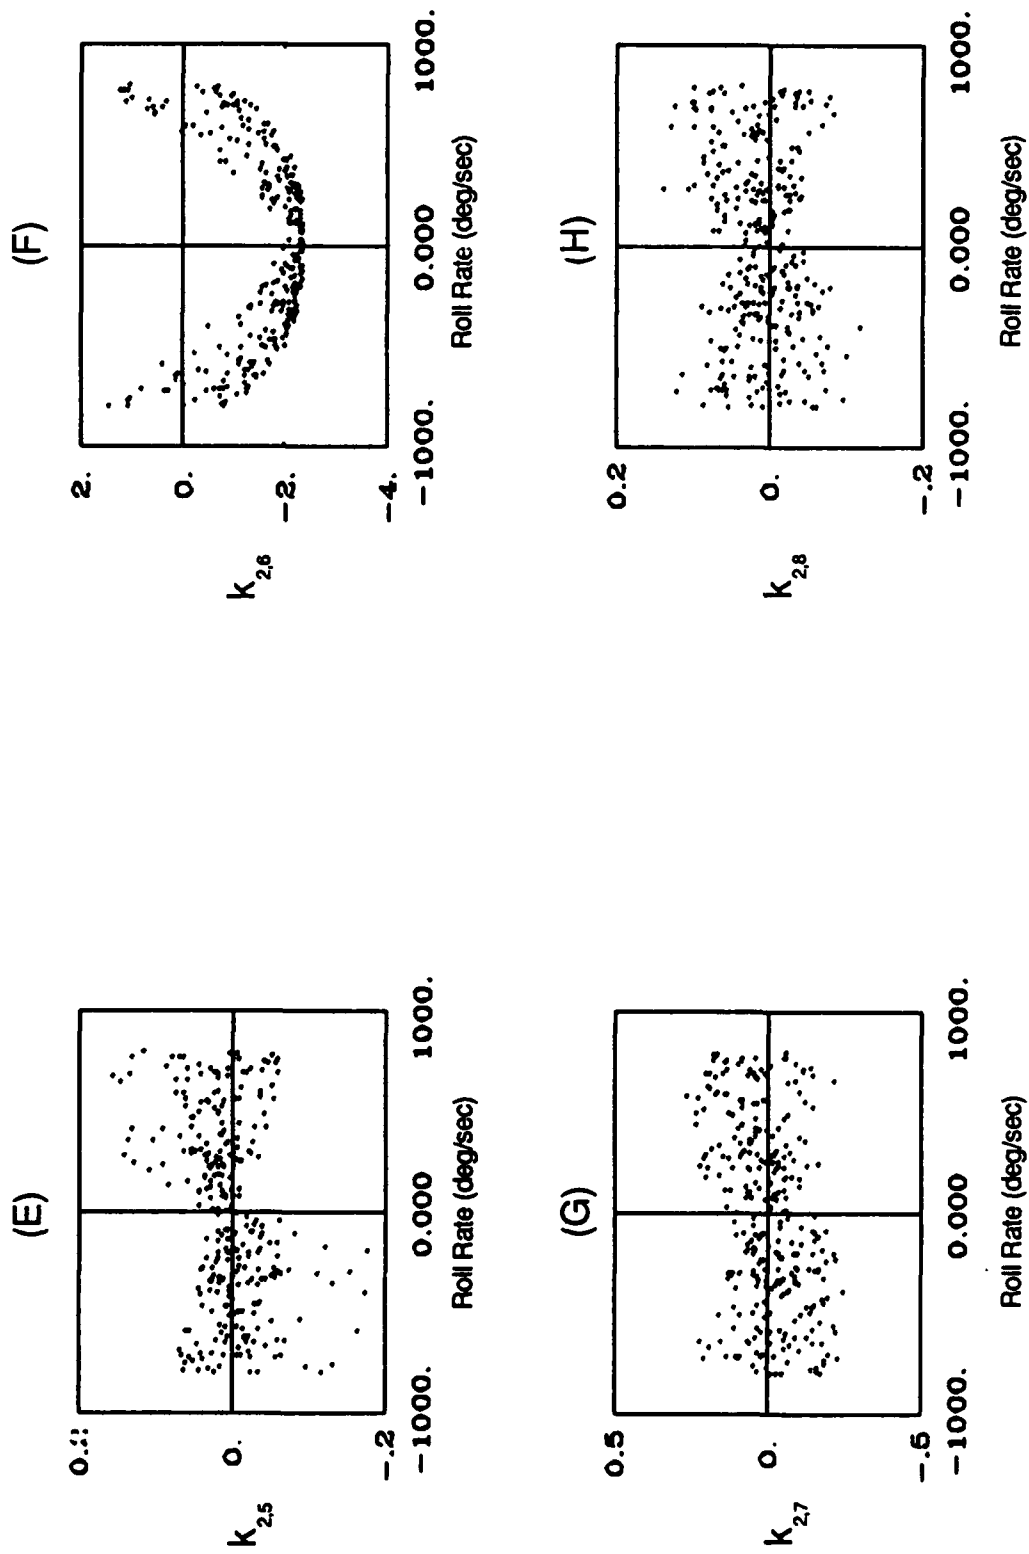 (E)
k2,5
0.
-.2
-1000.
0.000
1000.
Roll Rate (deg/sec)
(F)
k2,6
2.
0.
-2.
-4.
-1000.
0.000
1000.
Roll Rate (deg/sec)
(G)
k2,7
0.5
0.
-.5
-1000.
0.000
1000.
Roll Rate (deg/sec)
(H)
k2,8
0.2
0.
-.2
-1000.
0.000
1000.
Roll Rate (deg/sec)